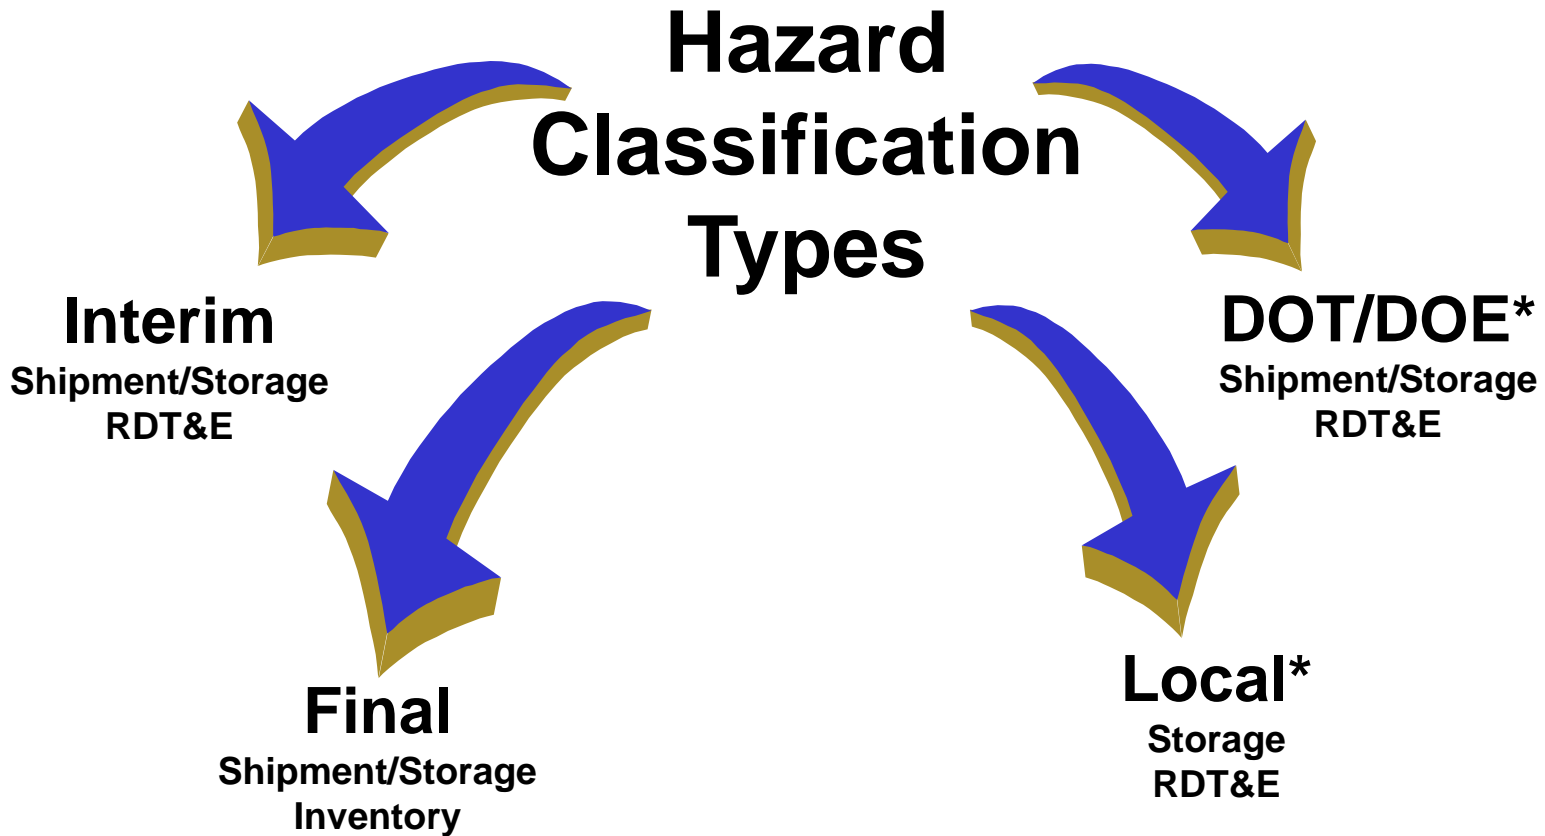 Hazard
Classification
Types
Interim
Shipment/Storage
RDT&E
DOT/DOE*
Shipment/Storage
RDT&E
Final
Shipment/Storage
Inventory
Local*
Storage
RDT&E